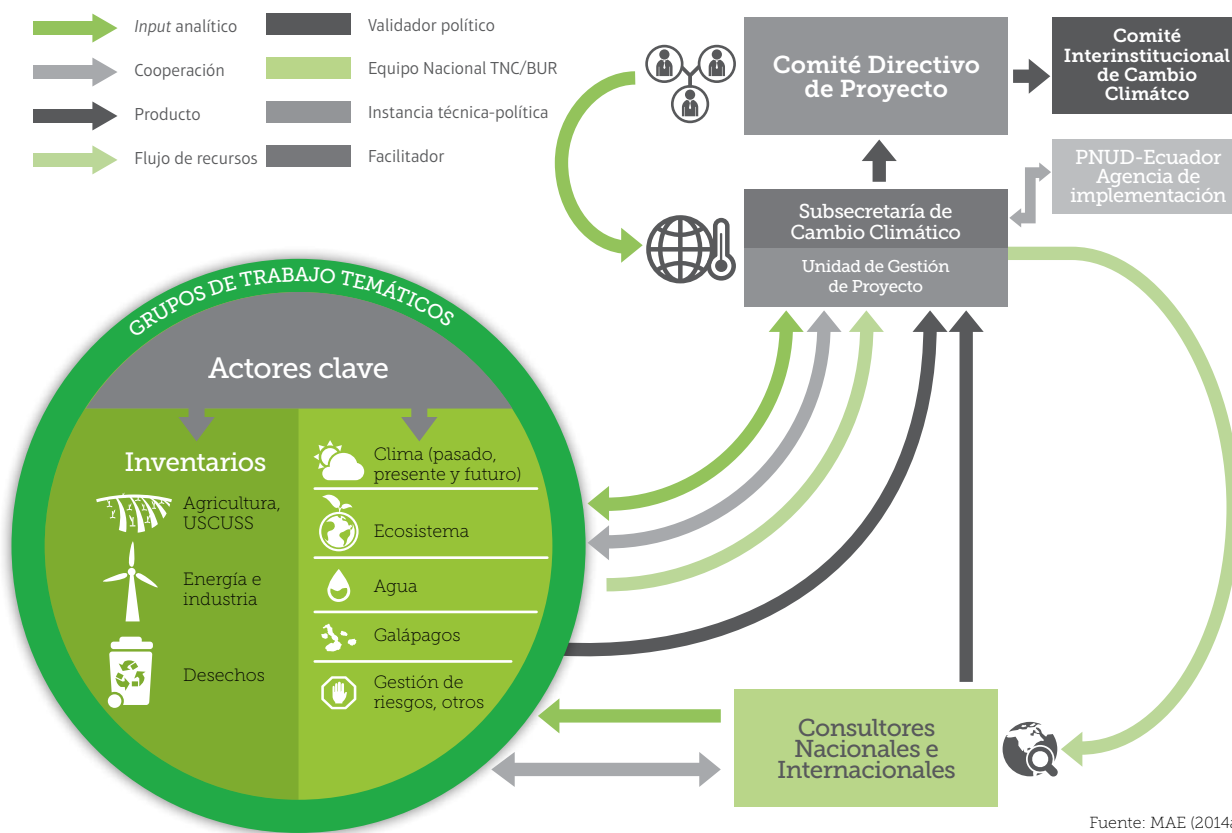 Input analítico
Cooperación
Producto
Flujo de recursos
Validador político
Equipo Nacional TNC/BUR
Instancia técnica-política
Facilitador
Comité Directivo
de Proyecto
Comité
Interinstitucional
de Cambio
Climátco
PNUD-Ecuador
Agencia de
implementación
Subsecretaría de
Cambio Climático
Unidad de Gestión
de Proyecto
GRUPOS DE TRABAJO TEMÁTICOS
Actores clave
Inventarios
Agricultura,
USCUSS
Energía e
industria
Desechos
Clima (pasado,
presente y futuro)
Ecosistema
Agua
Galápagos
Gestión de
riesgos, otros
Consultores
Nacionales e
Internacionales
Fuente: MAE (2014a